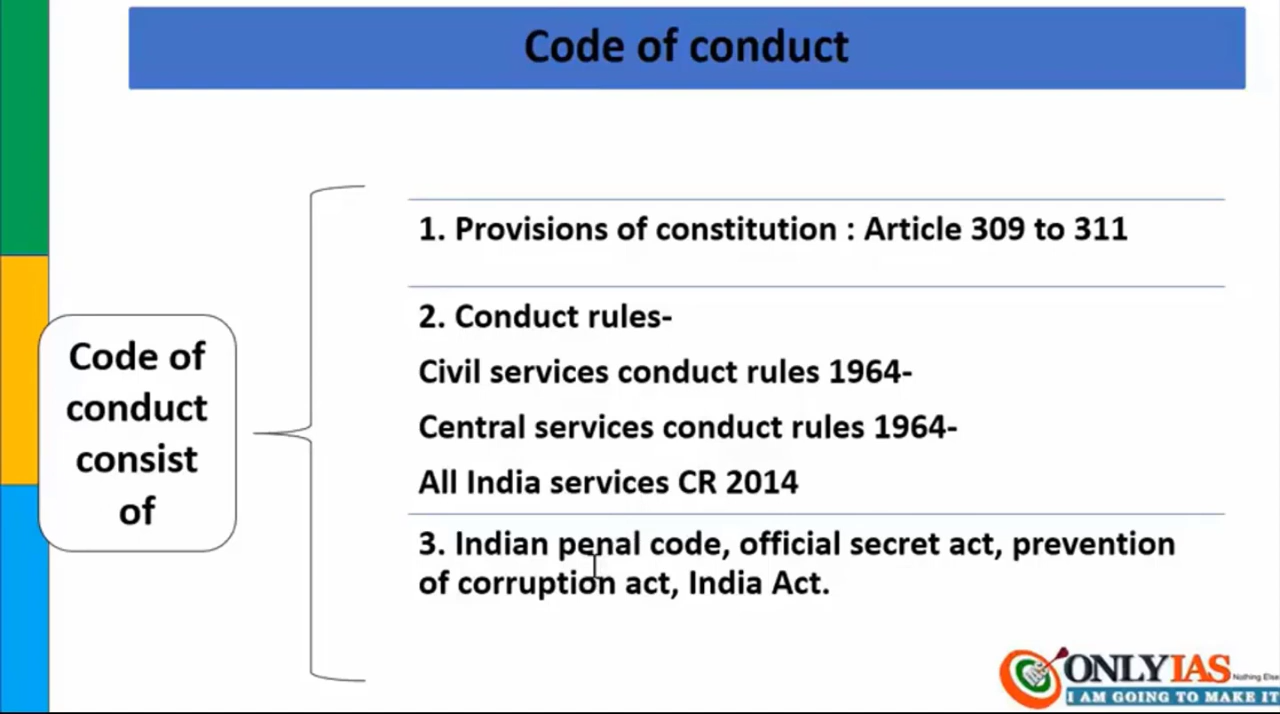 Code of conduct
Code of
conduct
consist
of
1. Provisions of constitution : Article 309 to 311
2. Conduct rules-
Civil services conduct rules 1964-
Central services conduct rules 1964-
All India services CR 2014
3. Indian penal code, official secret act, prevention
of corruption act, India Act.
ONLYIAS
Nothing Else
I AM GOING TO MAKE IT